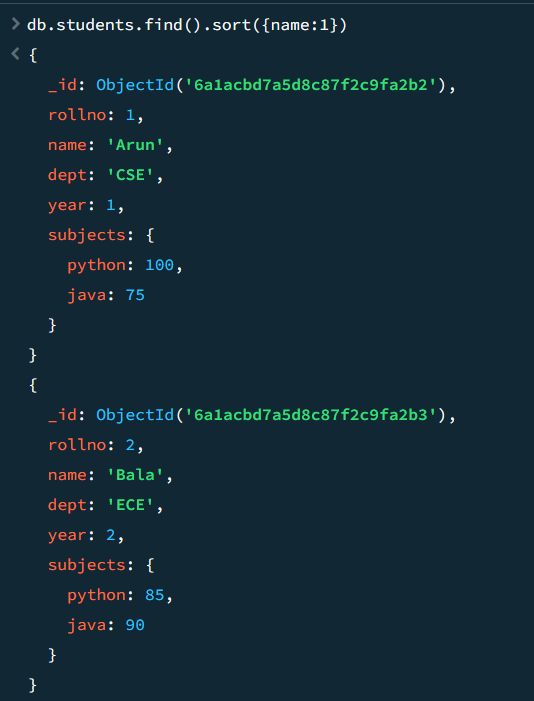 > db.students.find().sort({name:1})
< {
_id: ObjectId('6a1acbd7a5d8c87f2c9fa2b2'),
rollno: 1,
name: 'Arun',
dept: 'CSE',
year: 1,
subjects: {
python: 100,
java: 75
}
}
{
_id: ObjectId('6a1acbd7a5d8c87f2c9fa2b3'),
rollno: 2,
name: 'Bala',
dept: 'ECE',
year: 2,
subjects: {
python: 85,
java: 90
}
}